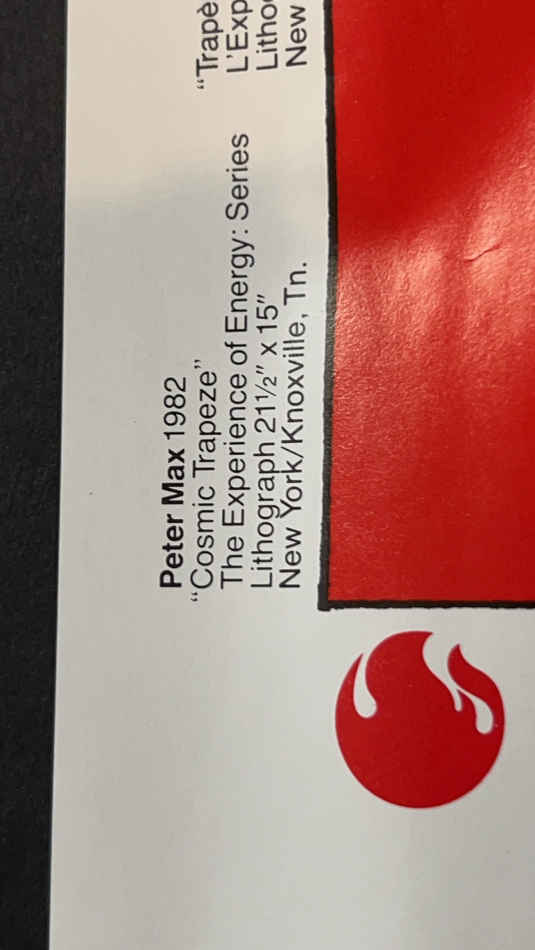 Peter Max 1982
“Cosmic Trapeze”
The Experience of Energy: Series
Lithograph 21½″ x 15″
New York/Knoxville, Tn.
“Trapè
L’Exp
Litho
New